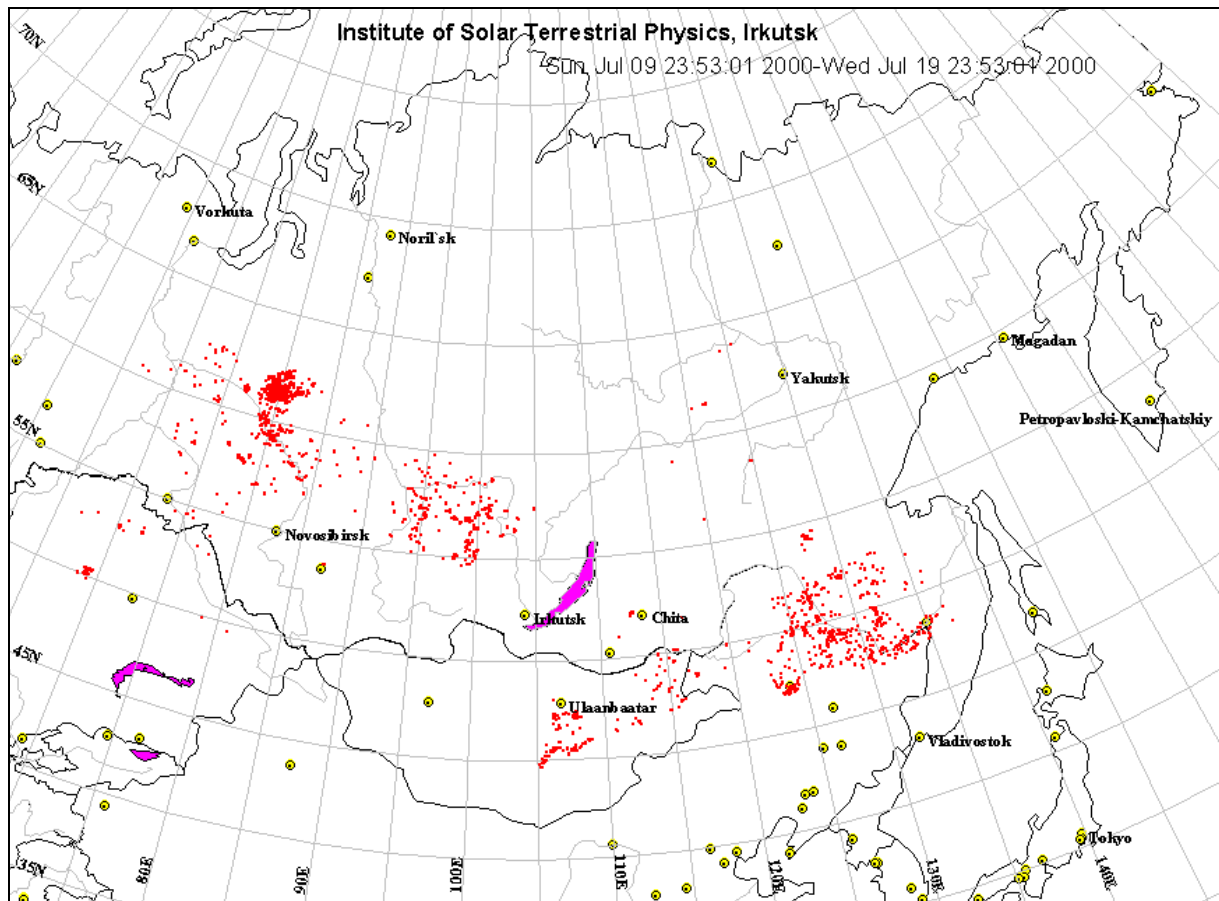 Institute of Solar Terrestrial Physics, Irkutsk
Sun Jul 09 23:53:01 2000-Wed Jul 19 23:53:01 2000
70N
65N
Vorkuta
Noril`sk
Magadan
Yakutsk
Petropavloski-Kamchatskiy
55N
Novosibirsk
Irkutsk
Chita
45N
Ulaanbaatar
Vladivostok
Tokyo
35N
80E
90E
100E
110E
120E
130E
140E